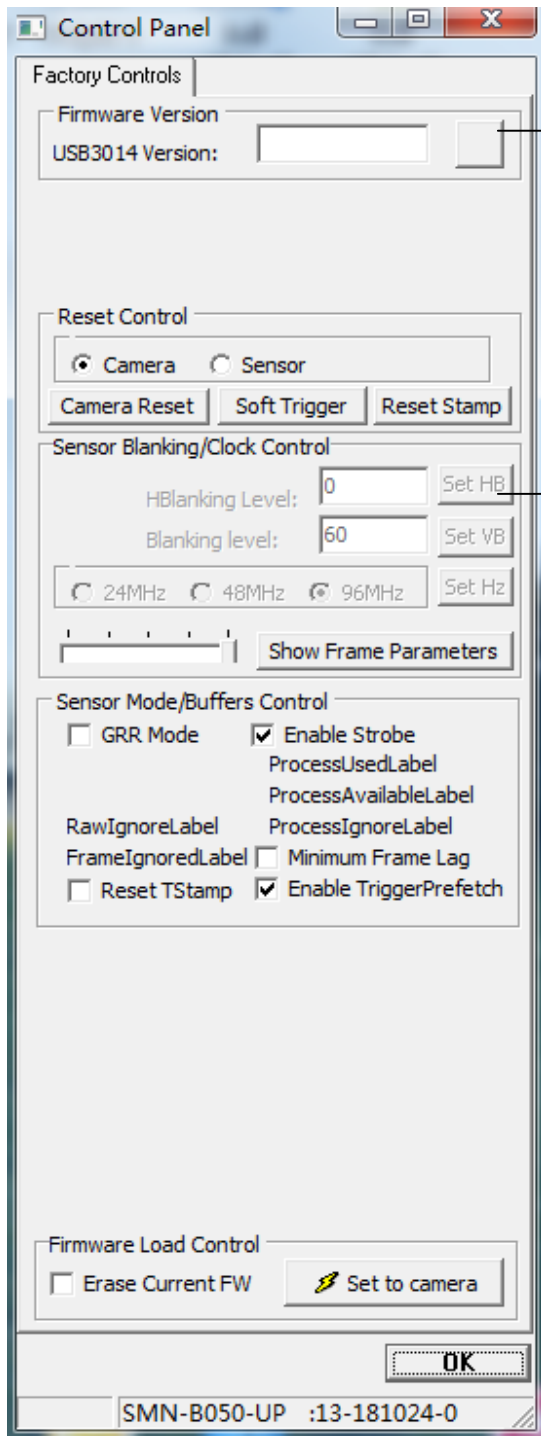 Control Panel
Factory Controls
Firmware Version
USB3014 Version:
Reset Control
Camera Sensor
Camera Reset Soft Trigger Reset Stamp
Sensor Blanking/Clock Control
HBlanking Level: 0 Set HB
Blanking level: 60 Set VB
24MHz 48MHz 96MHz Set Hz
Show Frame Parameters
Sensor Mode/Buffers Control
GRR Mode Enable Strobe
ProcessUsedLabel
ProcessAvailableLabel
RawIgnoreLabel ProcessIgnoreLabel
FrameIgnoredLabel Minimum Frame Lag
Reset TStamp Enable TriggerPrefetch
Firmware Load Control
Erase Current FW Set to camera
OK
SMN-B050-UP :13-181024-0